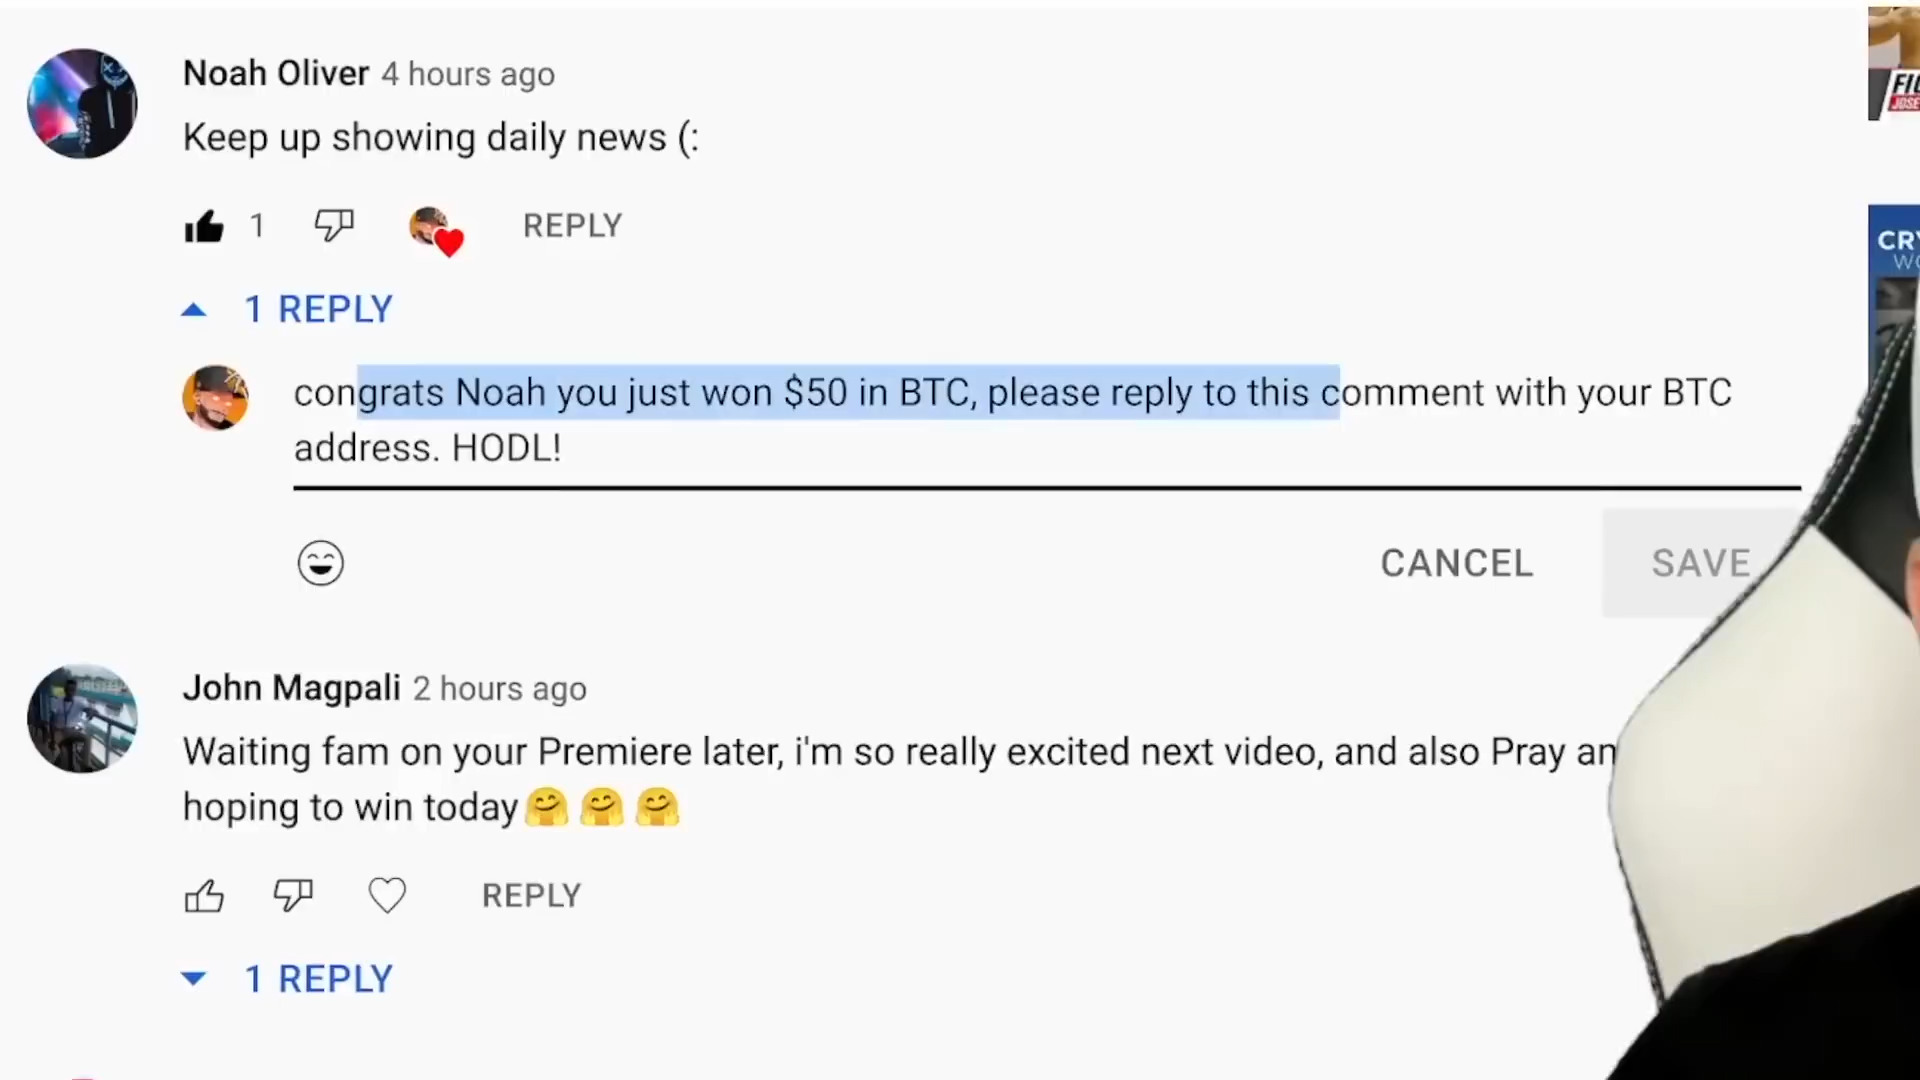 Noah Oliver 4 hours ago
Keep up showing daily news (:
1
REPLY
1 REPLY
congrats Noah you just won $50 in BTC, please reply to this comment with your BTC
address. HODL!
CANCEL
SAVE
John Magpali 2 hours ago
Waiting fam on your Premiere later, i'm so really excited next video, and also Pray an
hoping to win today🤗🤗🤗
REPLY
1 REPLY